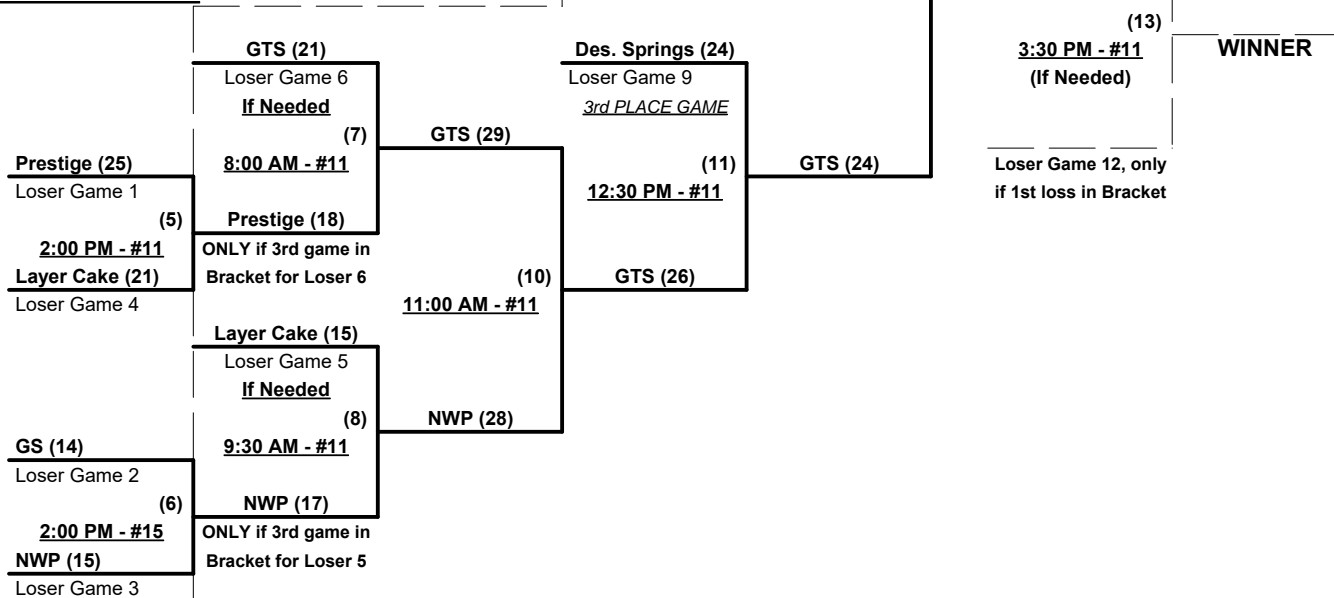 (13)
GTS (21)
Des. Springs (24)
3:30 PM - #11
WINNER
Loser Game 6
Loser Game 9
(If Needed)
If Needed
3rd PLACE GAME
(7)
GTS (29)
Prestige (25)
8:00 AM - #11
(11)
GTS (24)
Loser Game 12, only
if 1st loss in Bracket
Loser Game 1
12:30 PM - #11
(5)
Prestige (18)
2:00 PM - #11
ONLY if 3rd game in
Bracket for Loser 6
Layer Cake (21)
(10)
GTS (26)
Loser Game 4
11:00 AM - #11
Layer Cake (15)
Loser Game 5
If Needed
(8)
NWP (28)
GS (14)
9:30 AM - #11
Loser Game 2
(6)
NWP (17)
2:00 PM - #15
ONLY if 3rd game in
Bracket for Loser 5
NWP (15)
Loser Game 3